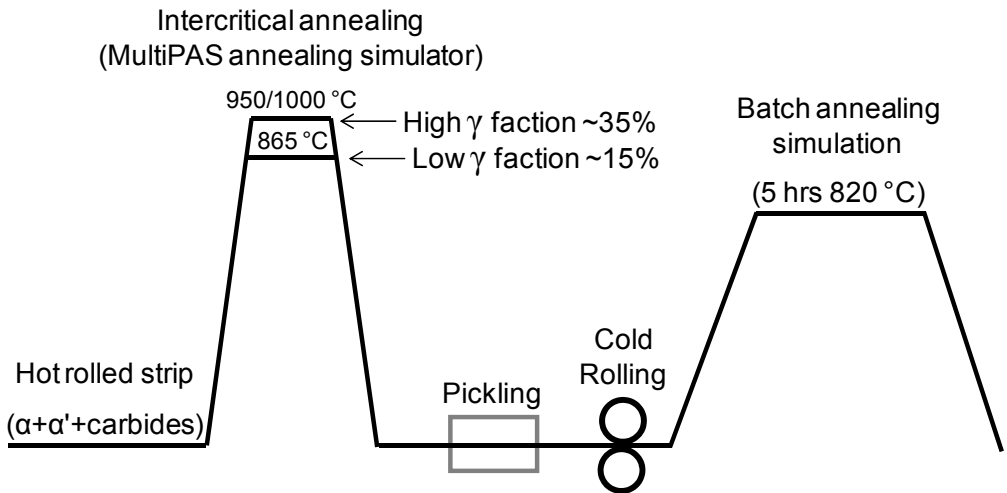 Intercritical annealing
(MultiPAS annealing simulator)
950/1000 °C
High γ faction ~35%
865 °C
Low γ faction ~15%
Batch annealing
simulation
(5 hrs 820 °C)
Hot rolled strip
(α+α'+carbides)
Pickling
Cold
Rolling